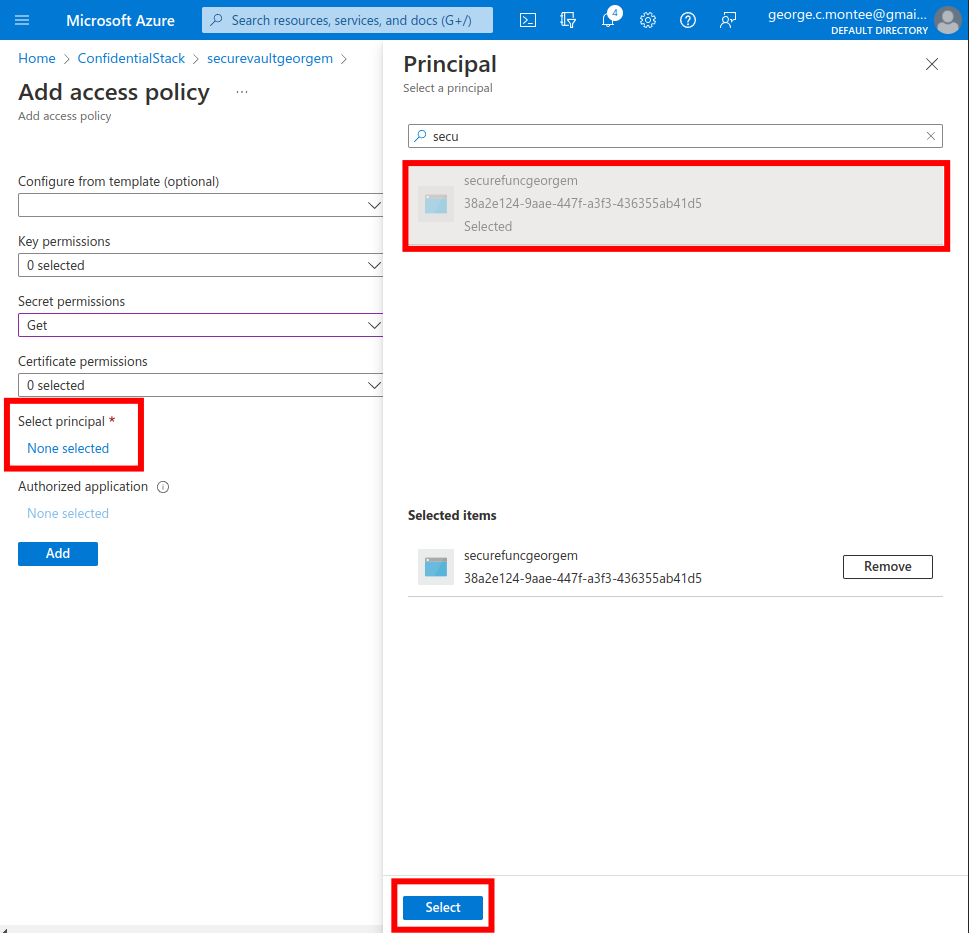 Microsoft Azure
Search resources, services, and docs (G+/)
4
george.c.montee@gmai...
DEFAULT DIRECTORY
Home > ConfidentialStack > securevaultgeorgem >
Add access policy ...
Add access policy
Configure from template (optional)
Key permissions
0 selected
Secret permissions
Get
Certificate permissions
0 selected
Select principal *
None selected
Authorized application
None selected
Add
Principal
Select a principal
secu
securefuncgeorgem
38a2e124-9aae-447f-a3f3-436355ab41d5
Selected
Selected items
securefuncgeorgem
38a2e124-9aae-447f-a3f3-436355ab41d5
Remove
Select